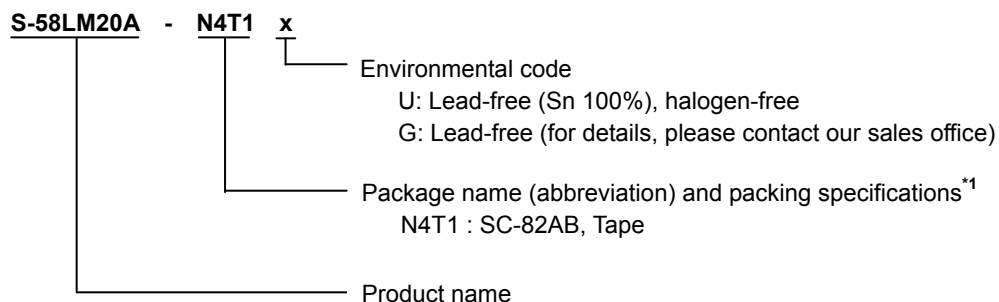 S-58LM20A - N4T1 x
Environmental code
U: Lead-free (Sn 100%), halogen-free
G: Lead-free (for details, please contact our sales office)
Package name (abbreviation) and packing specifications*1
N4T1 : SC-82AB, Tape
Product name